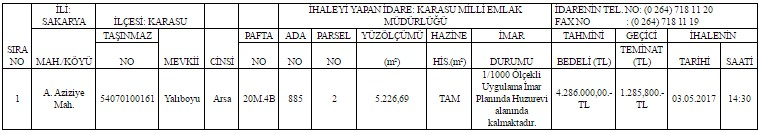 İLİ: SAKARYA
İLÇESİ: KARASU
İHALEYİ YAPAN İDARE: KARASU MİLLİ EMLAK MÜDÜRLÜĞÜ
İDARENİN TEL. NO: (0 264) 718 11 20
FAX NO : (0 264) 718 11 19
SIRA NO
MAH./KÖYÜ
TAŞINMAZ NO
MEVKİİ
CİNSİ
PAFTA NO
ADA NO
PARSEL NO
YÜZÖLÇÜMÜ (m²)
HAZİNE HİS.(m²)
İMAR DURUMU
TAHMİNİ BEDELİ (TL)
GEÇİCİ TEMİNAT (TL)
İHALENİN
TARİHİ
SAATİ
1
A. Aziziye Mah.
54070100161
Yalıboyu
Arsa
20M.4B
885
2
5.226,69
TAM
1/1000 Ölçekli
Uygulama İmar
Planında Huzurevi
alanında
kalmaktadır.
4.286.000,00.-
TL
1.285,800.-
TL
03.05.2017
14:30